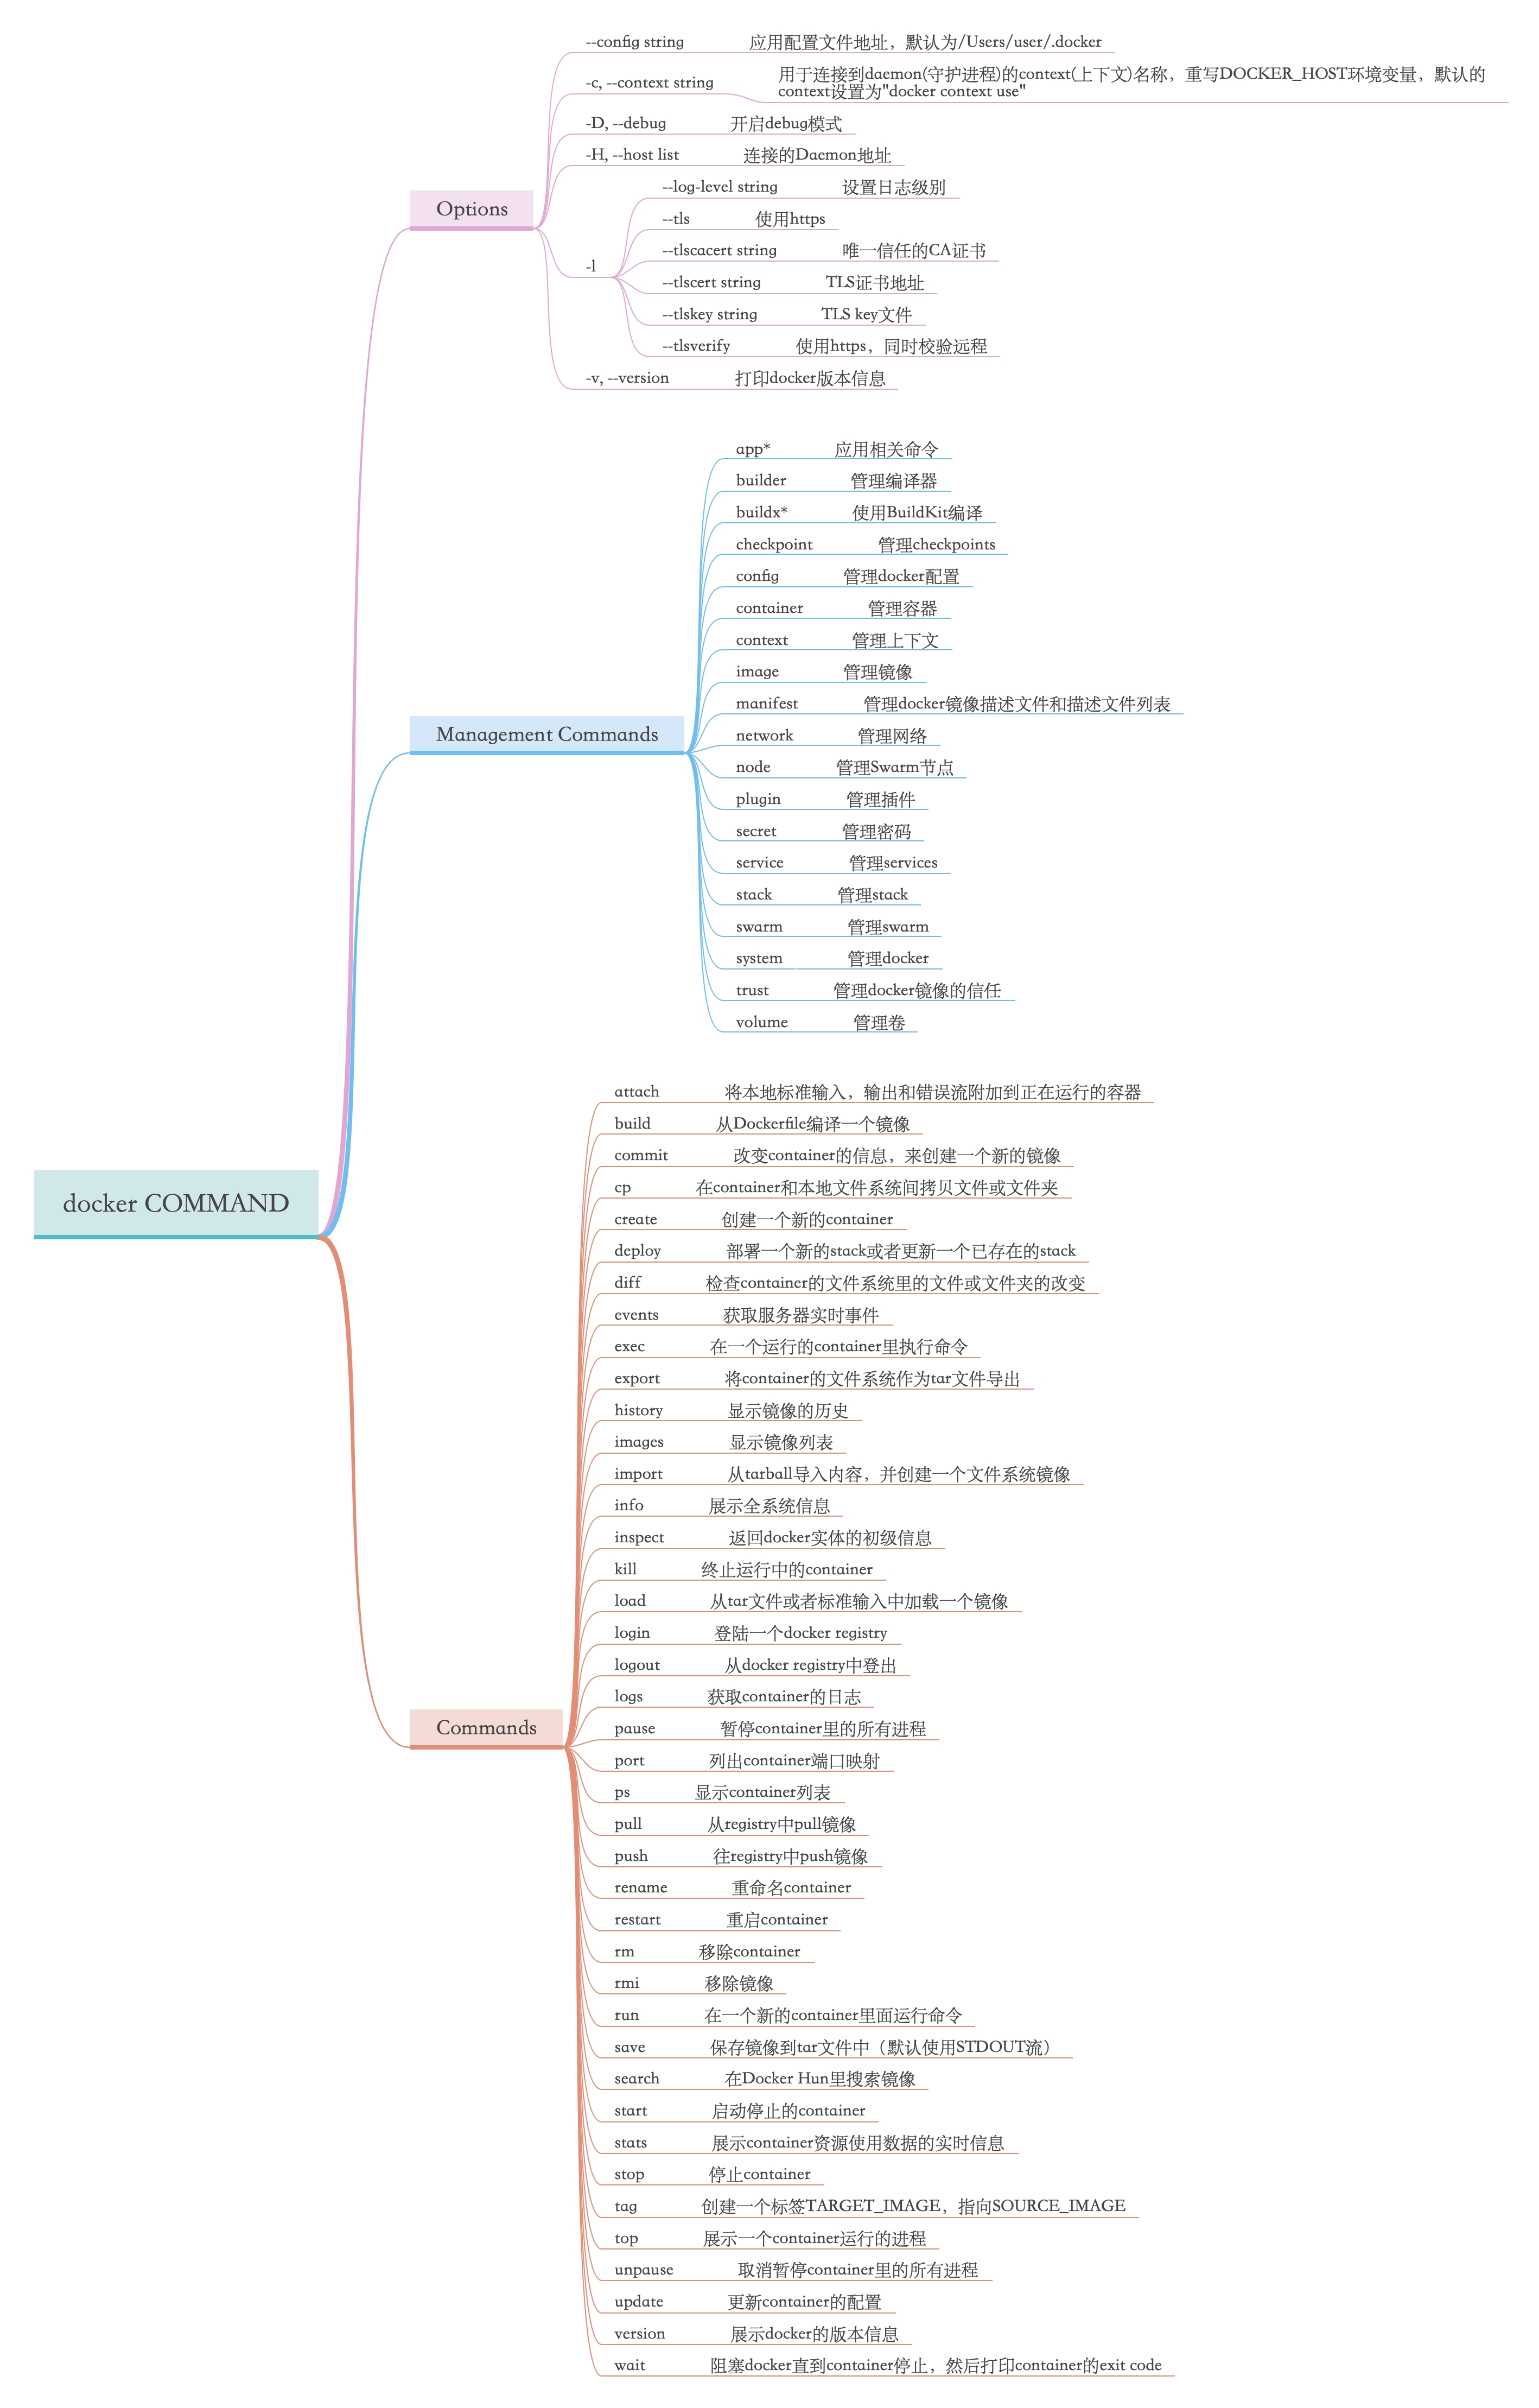 docker COMMAND
Options
--config string 应用配置文件地址，默认为/Users/user/.docker
-c, --context string 用于连接到daemon(守护进程)的context(上下文)名称，重写DOCKER_HOST环境变量，默认的
context设置为"docker context use"
-D, --debug 开启debug模式
-H, --host list 连接的Daemon地址
-l
--log-level string 设置日志级别
--tls 使用https
--tlscacert string 唯一信任的CA证书
--tlscert string TLS证书地址
--tlskey string TLS key文件
--tlsverify 使用https，同时校验远程
-v, --version 打印docker版本信息
Management Commands
app* 应用相关命令
builder 管理编译器
buildx* 使用BuildKit编译
checkpoint 管理checkpoints
config 管理docker配置
container 管理容器
context 管理上下文
image 管理镜像
manifest 管理docker镜像描述文件和描述文件列表
network 管理网络
node 管理Swarm节点
plugin 管理插件
secret 管理密码
service 管理services
stack 管理stack
swarm 管理swarm
system 管理docker
trust 管理docker镜像的信任
volume 管理卷
Commands
attach 将本地标准输入，输出和错误流附加到正在运行的容器
build 从Dockerfile编译一个镜像
commit 改变container的信息，来创建一个新的镜像
cp 在container和本地文件系统间拷贝文件或文件夹
create 创建一个新的container
deploy 部署一个新的stack或者更新一个已存在的stack
diff 检查container的文件系统里的文件或文件夹的改变
events 获取服务器实时事件
exec 在一个运行的container里执行命令
export 将container的文件系统作为tar文件导出
history 显示镜像的历史
images 显示镜像列表
import 从tarball导入内容，并创建一个文件系统镜像
info 展示全系统信息
inspect 返回docker实体的初级信息
kill 终止运行中的container
load 从tar文件或者标准输入中加载一个镜像
login 登陆一个docker registry
logout 从docker registry中登出
logs 获取container的日志
pause 暂停container里的所有进程
port 列出container端口映射
ps 显示container列表
pull 从registry中pull镜像
push 往registry中push镜像
rename 重命名container
restart 重启container
rm 移除container
rmi 移除镜像
run 在一个新的container里面运行命令
save 保存镜像到tar文件中（默认使用STDOUT流）
search 在Docker Hun里搜索镜像
start 启动停止的container
stats 展示container资源使用数据的实时信息
stop 停止container
tag 创建一个标签TARGET_IMAGE，指向SOURCE_IMAGE
top 展示一个container运行的进程
unpause 取消暂停container里的所有进程
update 更新container的配置
version 展示docker的版本信息
wait 阻塞docker直到container停止，然后打印container的exit code